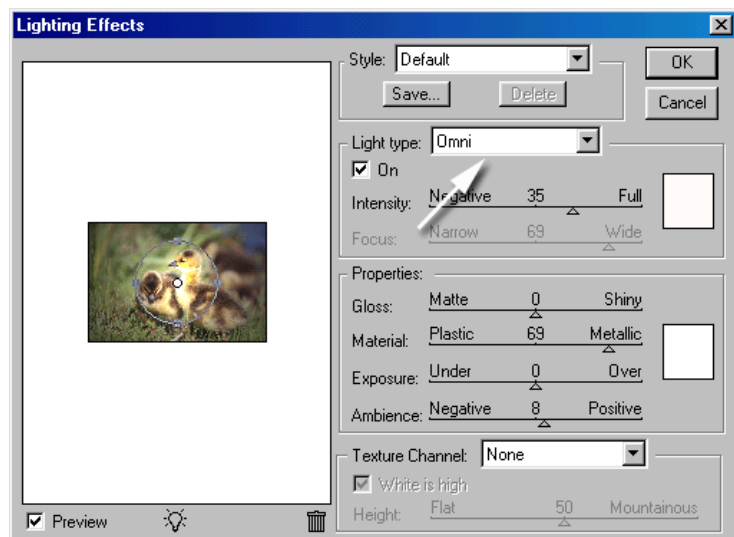 Lighting Effects
Style: Default
Save... Delete
OK
Cancel
Light type: Omni
On
Intensity: Negative 35 Full
Focus: Narrow 69 Wide
Properties:
Gloss: Matte 0 Shiny
Material: Plastic 69 Metallic
Exposure: Under 0 Over
Ambience: Negative 8 Positive
Texture Channel: None
White is high
Height: Flat 50 Mountainous
Preview